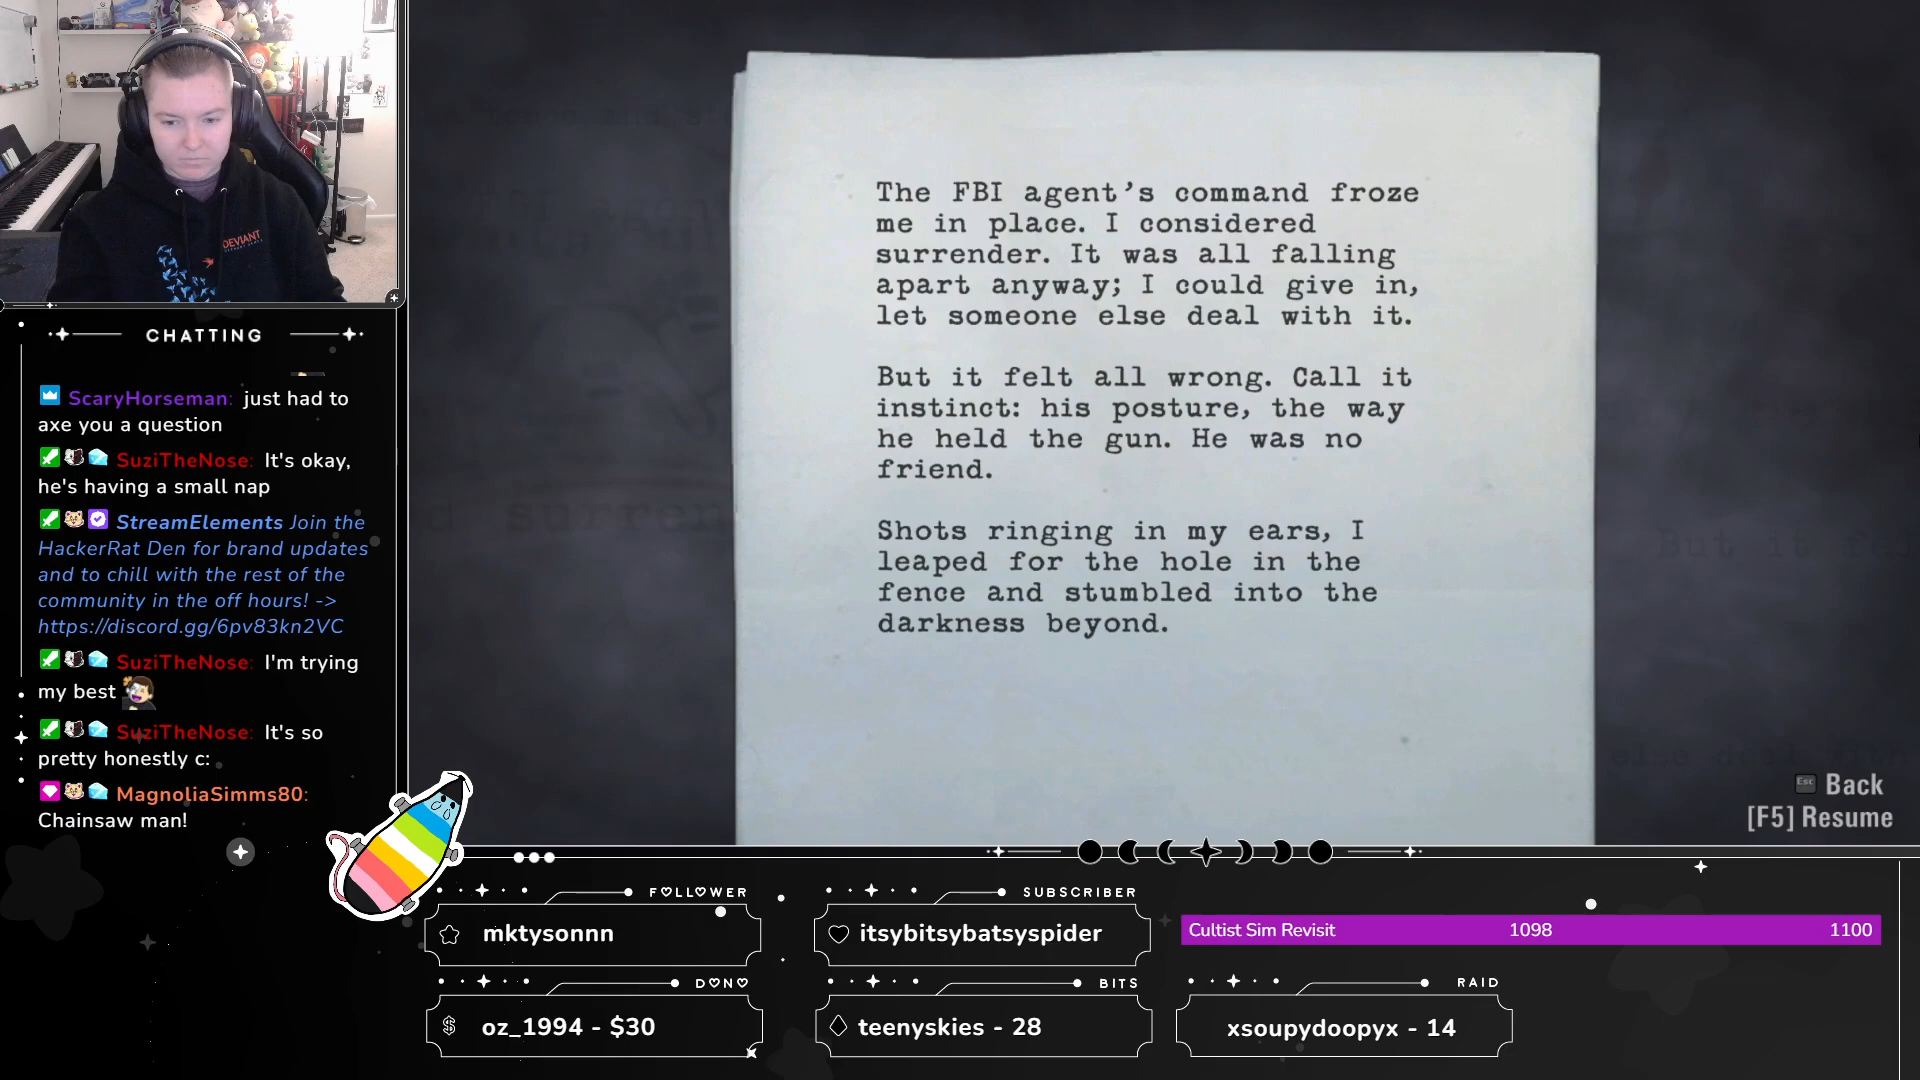 DEVIANT
CHATTING
ScaryHorseman: just had to
axe you a question
SuziTheNose: It's okay,
he's having a small nap
StreamElements Join the
HackerRat Den for brand updates
and to chill with the rest of the
community in the off hours! ->
https://discord.gg/6pv83kn2VC
SuziTheNose: I'm trying
my best
SuziTheNose: It's so
pretty honestly c:
MagnoliaSimms80:
Chainsaw man!
The FBI agent's command froze
me in place. I considered
surrender. It was all falling
apart anyway; I could give in,
let someone else deal with it.
But it felt all wrong. Call it
instinct: his posture, the way
he held the gun. He was no
friend.
Shots ringing in my ears, I
leaped for the hole in the
fence and stumbled into the
darkness beyond.
Esc Back
[F5] Resume
FOLLOWER
mktysonnn
SUBSCRIBER
itsybitsybatsyspider
Cultist Sim Revisit 1098 1100
DONO
oz_1994 - $30
BITS
teenyskies - 28
RAID
xsoupydoopyx - 14